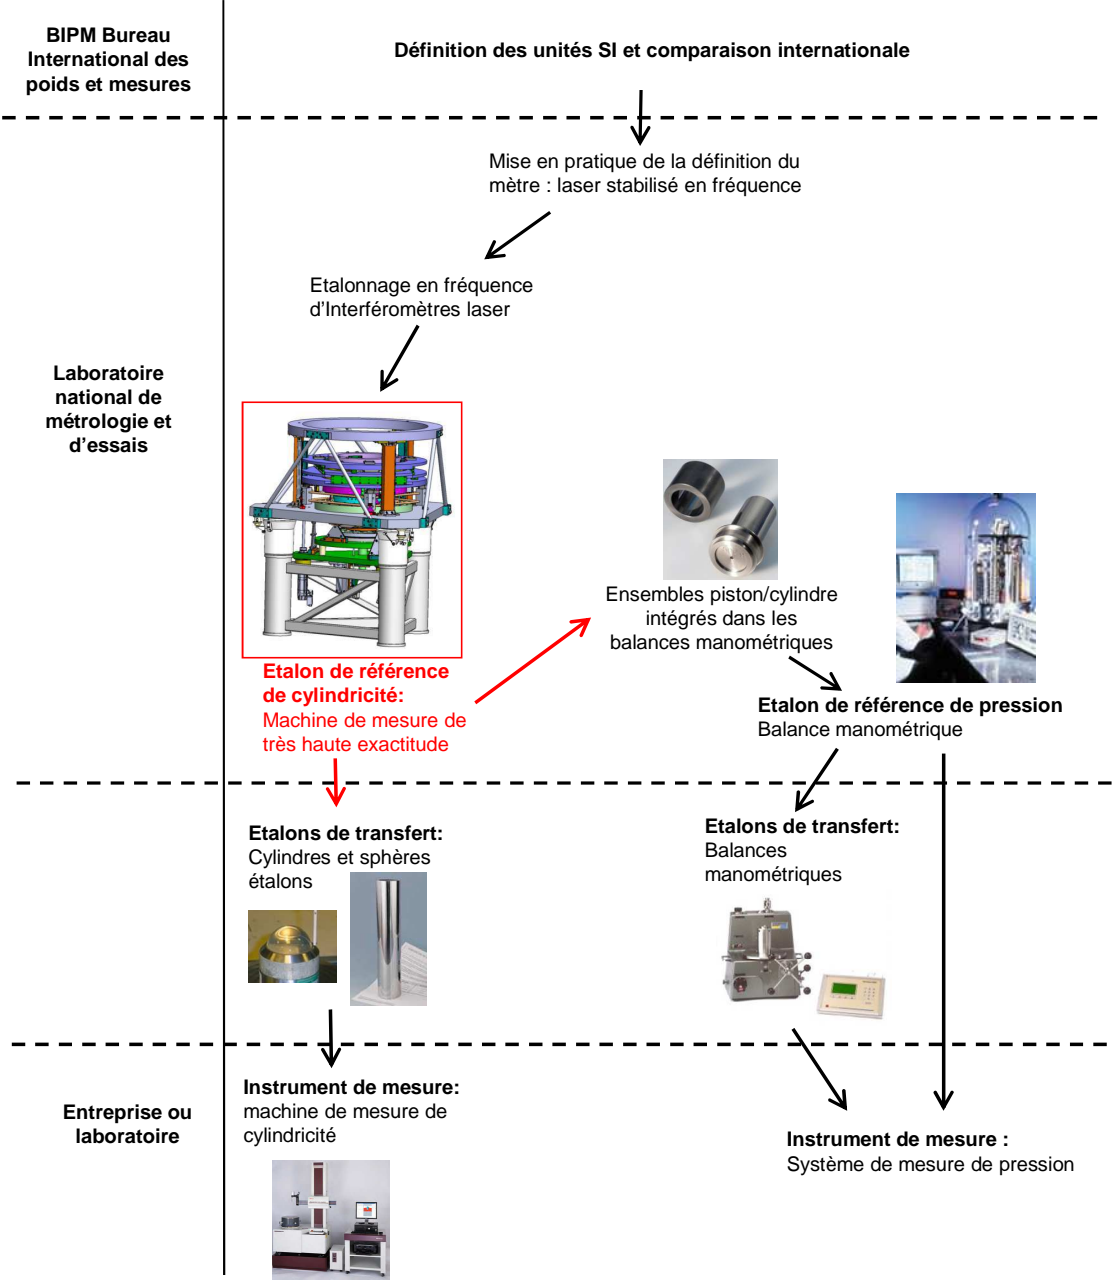 BIPM Bureau
International des
poids et mesures
Définition des unités SI et comparaison internationale
Mise en pratique de la définition du
mètre : laser stabilisé en fréquence
Etalonnage en fréquence
d'Interféromètres laser
Laboratoire
national de
métrologie et
d'essais
Ensembles piston/cylindre
intégrés dans les
balances manométriques
Etalon de référence
de cylindricité:
Machine de mesure de
très haute exactitude
Etalon de référence de pression
Balance manométrique
Etalons de transfert:
Cylindres et sphères
étalons
Etalons de transfert:
Balances
manométriques
Entreprise ou
laboratoire
Instrument de mesure:
machine de mesure de
cylindricité
Instrument de mesure :
Système de mesure de pression